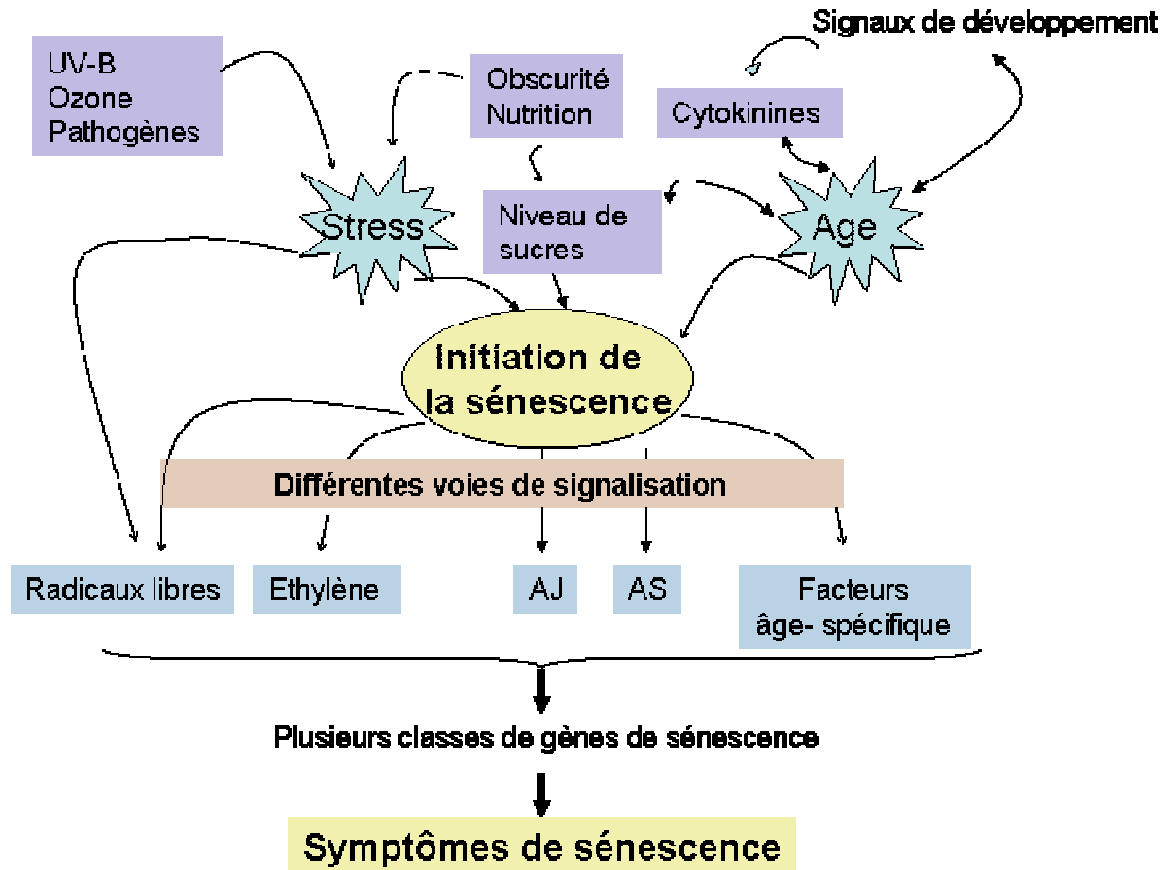 Signaux de développement
UV-B
Ozone
Pathogènes
Obscurité
Nutrition
Cytokinines
Stress
Niveau de
sucres
Age
Initiation de
la sénescence
Différentes voies de signalisation
Radicaux libres
Ethylène
AJ
AS
Facteurs
âge- spécifique
Plusieurs classes de gènes de sénescence
Symptômes de sénescence